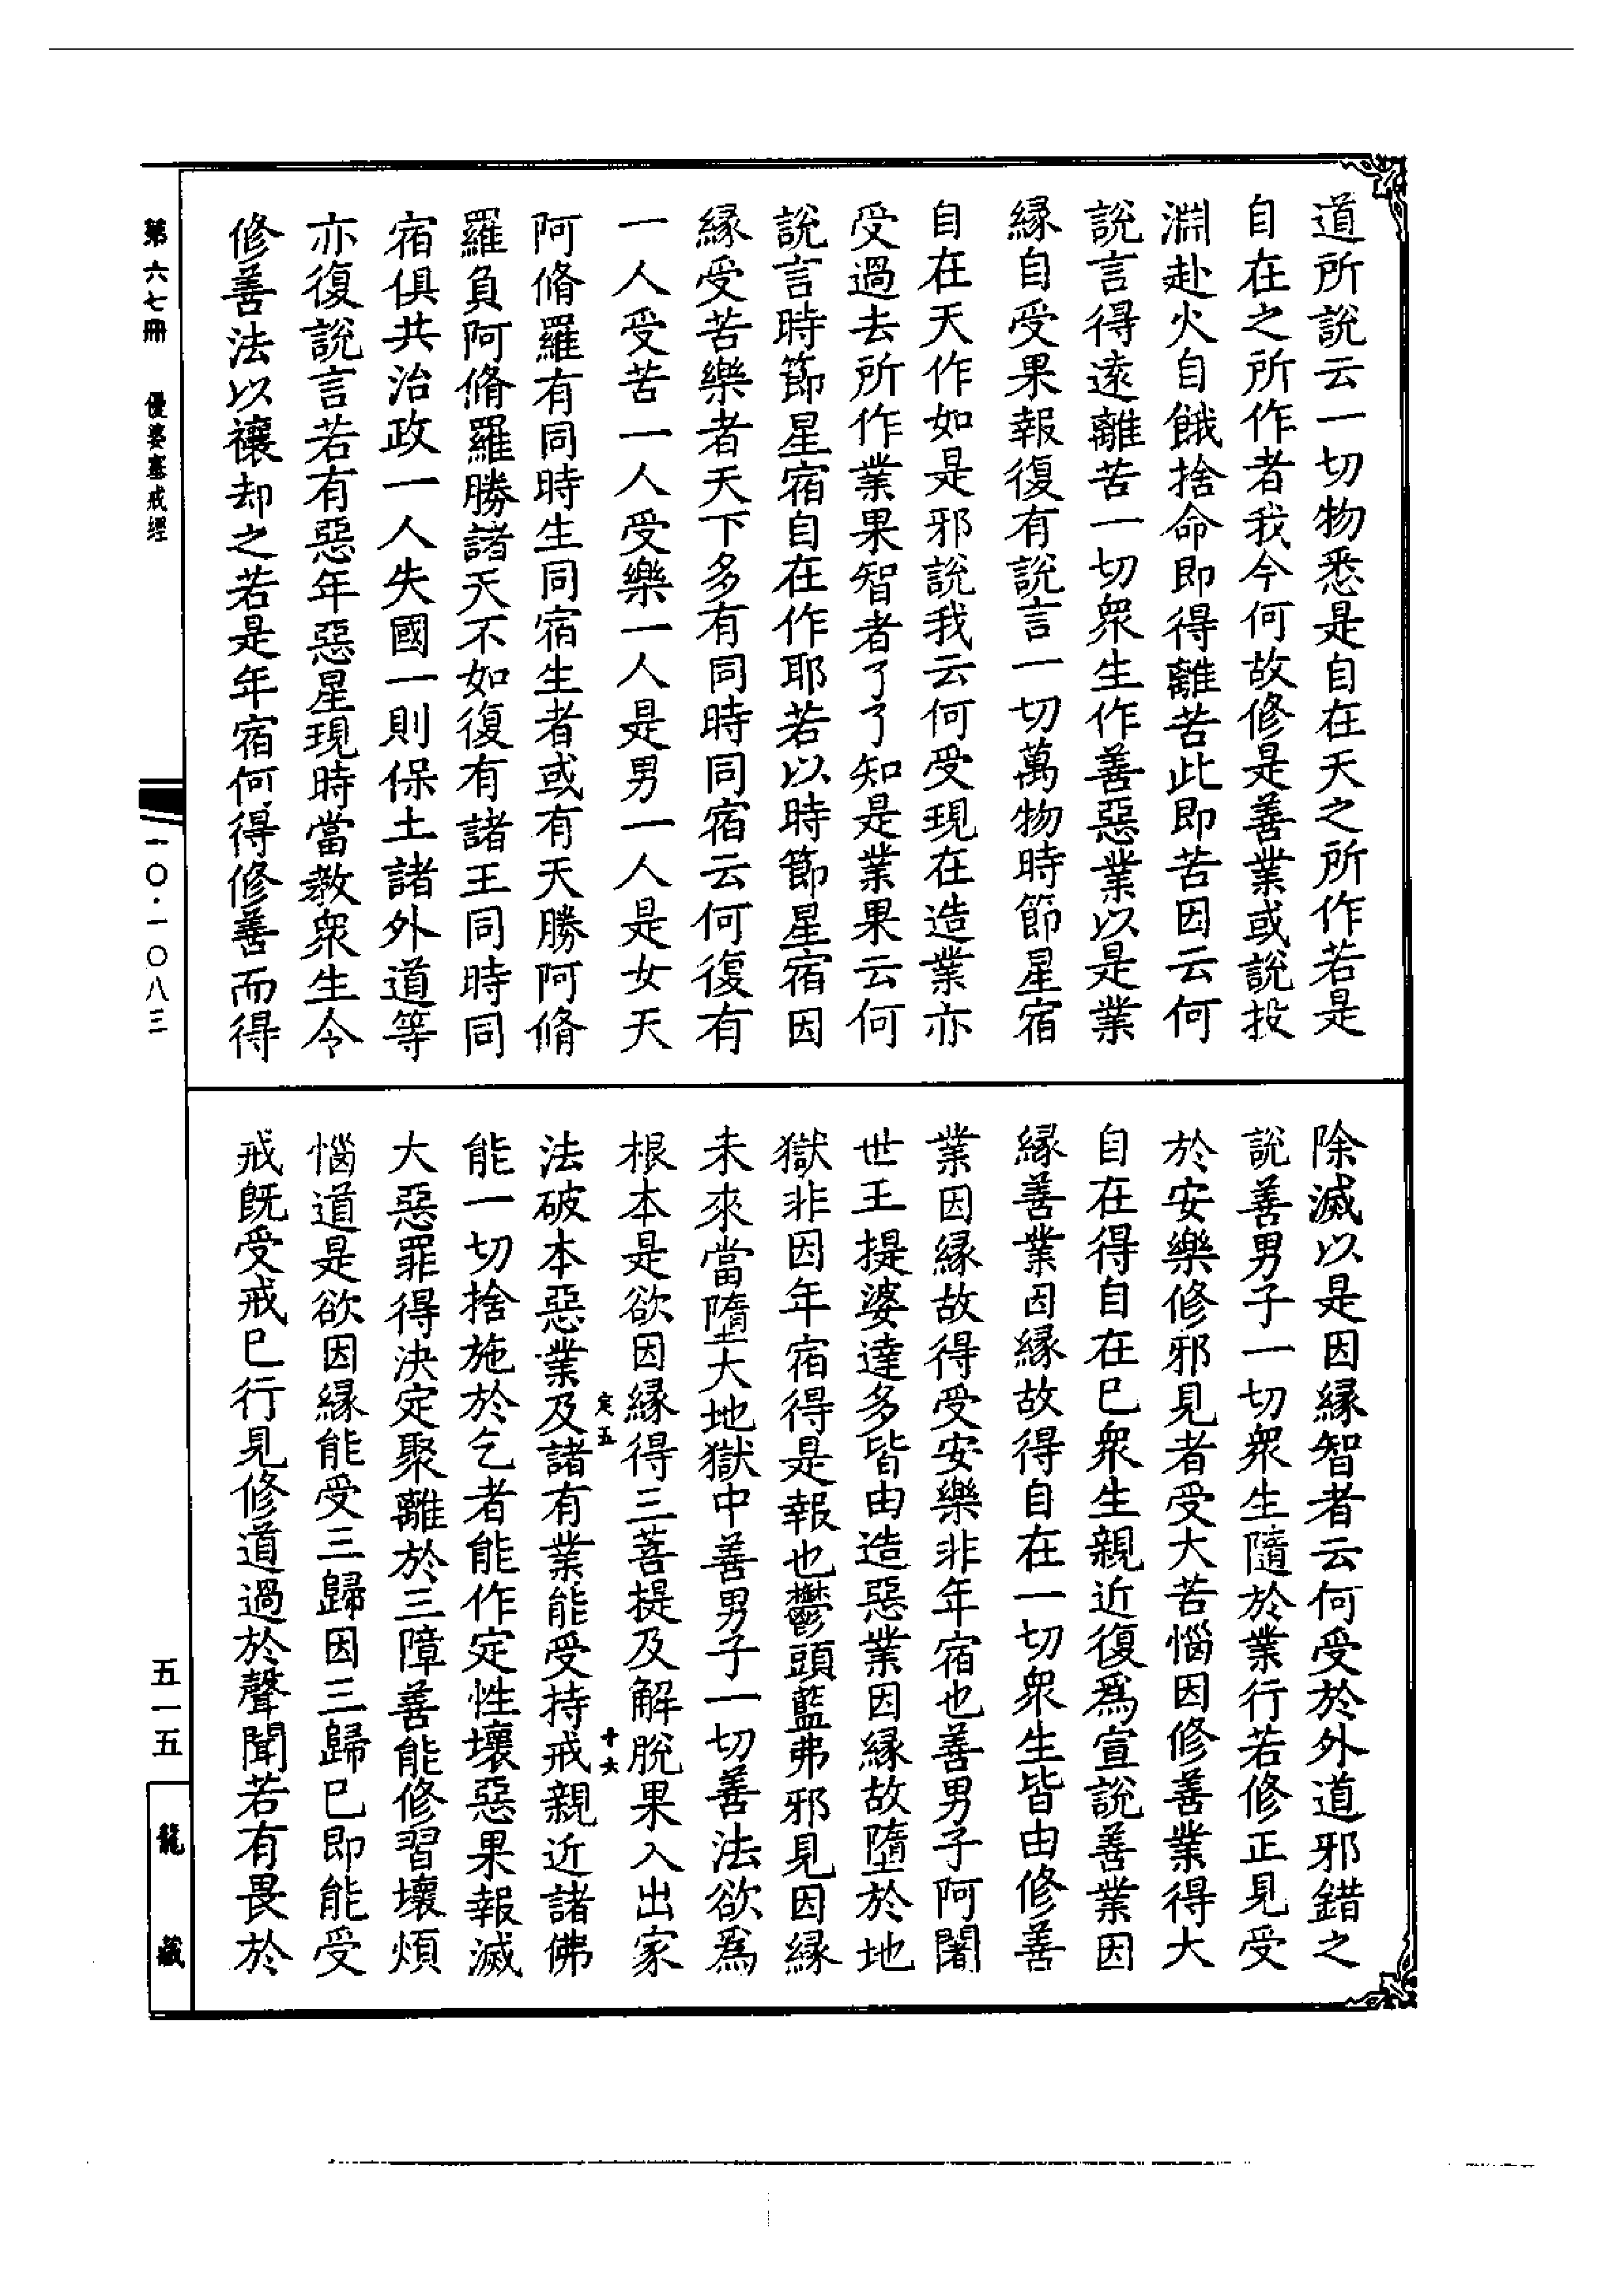 道所說云一切物悉是自在天之所作若是
自在之所作者我今何故修是善業或說投
淵赴火自餓捨命即得離苦此即苦因云何
說言得遠離苦一切衆生作善惡業以是業
緣自受果報復有說言一切萬物時節星宿
自在天作如是邪說我云何受現在造業亦
受過去所作業果智者了了知是業果云何
說言時節星宿自在作耶若以時節星宿因
緣受苦樂者天下多有同時同宿云何復有
一人受苦一人受樂一人是男一人是女天
阿脩羅有同時生同宿生者或有天勝阿脩
羅負阿脩羅勝諸天不如復有諸王同時同
宿俱共治政一人失國一則保土諸外道等
亦復說言若有惡年惡星現時當教衆生令
修善法以禳却之若是年宿何得修善而得
除滅以是因緣智者云何受於外道邪錯之
說善男子一切衆生隨於業行若修正見受
於安樂修邪見者受大苦惱因修善業得大
自在得自在已衆生親近復爲宣說善業因
緣善業因緣故得自在一切衆生皆由修善
業因緣故得受安樂非年宿也善男子阿闍
世王提婆達多皆由造惡業因緣故墮於地
獄非因年宿得是報也鬱頭藍弗邪見因緣
未來當墮大地獄中善男子一切善法欲爲
根本是欲因緣得三菩提及解脫果入出家
定五 十六
法破本惡業及諸有業能受持戒親近諸佛
能一切捨施於乞者能作定性壞惡果報滅
大惡罪得決定聚離於三障善能修習壞煩
惱道是欲因緣能受三歸因三歸已即能受
戒既受戒已行見修道過於聲聞若有畏於
第六七冊 優婆塞戒經 一〇·一〇八三
五一五 龍藏